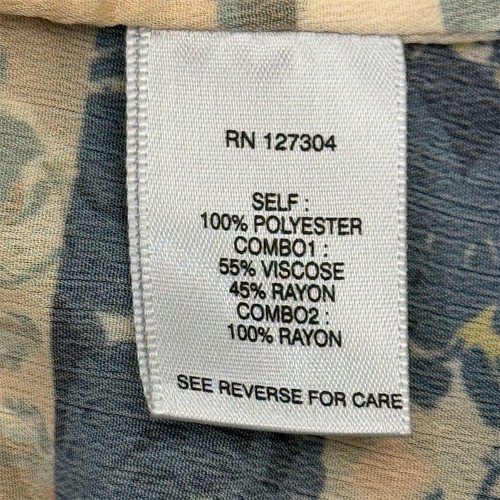 RN 127304
SELF :
100% POLYESTER
COMBO1 :
55% VISCOSE
45% RAYON
COMBO2 :
100% RAYON
SEE REVERSE FOR CARE